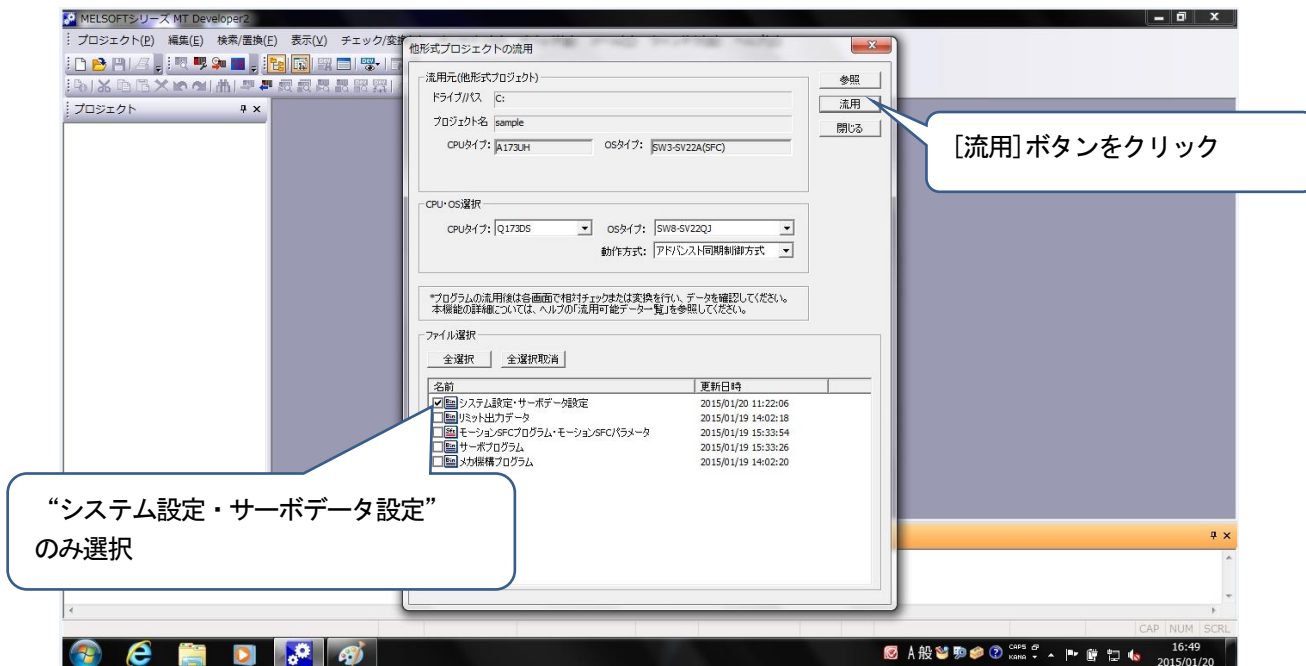 MELSOFTシリーズ MT Developer2
プロジェクト(P) 編集(E) 検索/置換(E) 表示(V) チェック/変換
プロジェクト
他形式プロジェクトの流用
流用元(他形式プロジェクト)
ドライブ/パス C:
プロジェクト名 sample
CPUタイプ: A173UH OSタイプ: SW3-SV22A(SFC)
参照
流用
閉じる
[流用]ボタンをクリック
CPU・OS選択
CPUタイプ: Q173DS OSタイプ: SW8-SV22QJ
動作方式: アドバンスト同期制御方式
*プログラムの流用後は各画面で相対チェックまたは変換を行い、データを確認してください。
本機能の詳細については、ヘルプの「流用可能データ一覧」を参照してください。
ファイル選択
全選択 全選択取消
名前 更新日時
システム設定・サーボデータ設定 2015/01/20 11:22:06
リミット出力データ 2015/01/19 14:02:18
モーションSFCプログラム・モーションSFCパラメータ 2015/01/19 15:33:54
サーボプログラム 2015/01/19 15:33:26
メカ機構プログラム 2015/01/19 14:02:20
“システム設定・サーボデータ設定”
のみ選択
CAP NUM SCRL
A 般 CAPS KANA 16:49
2015/01/20